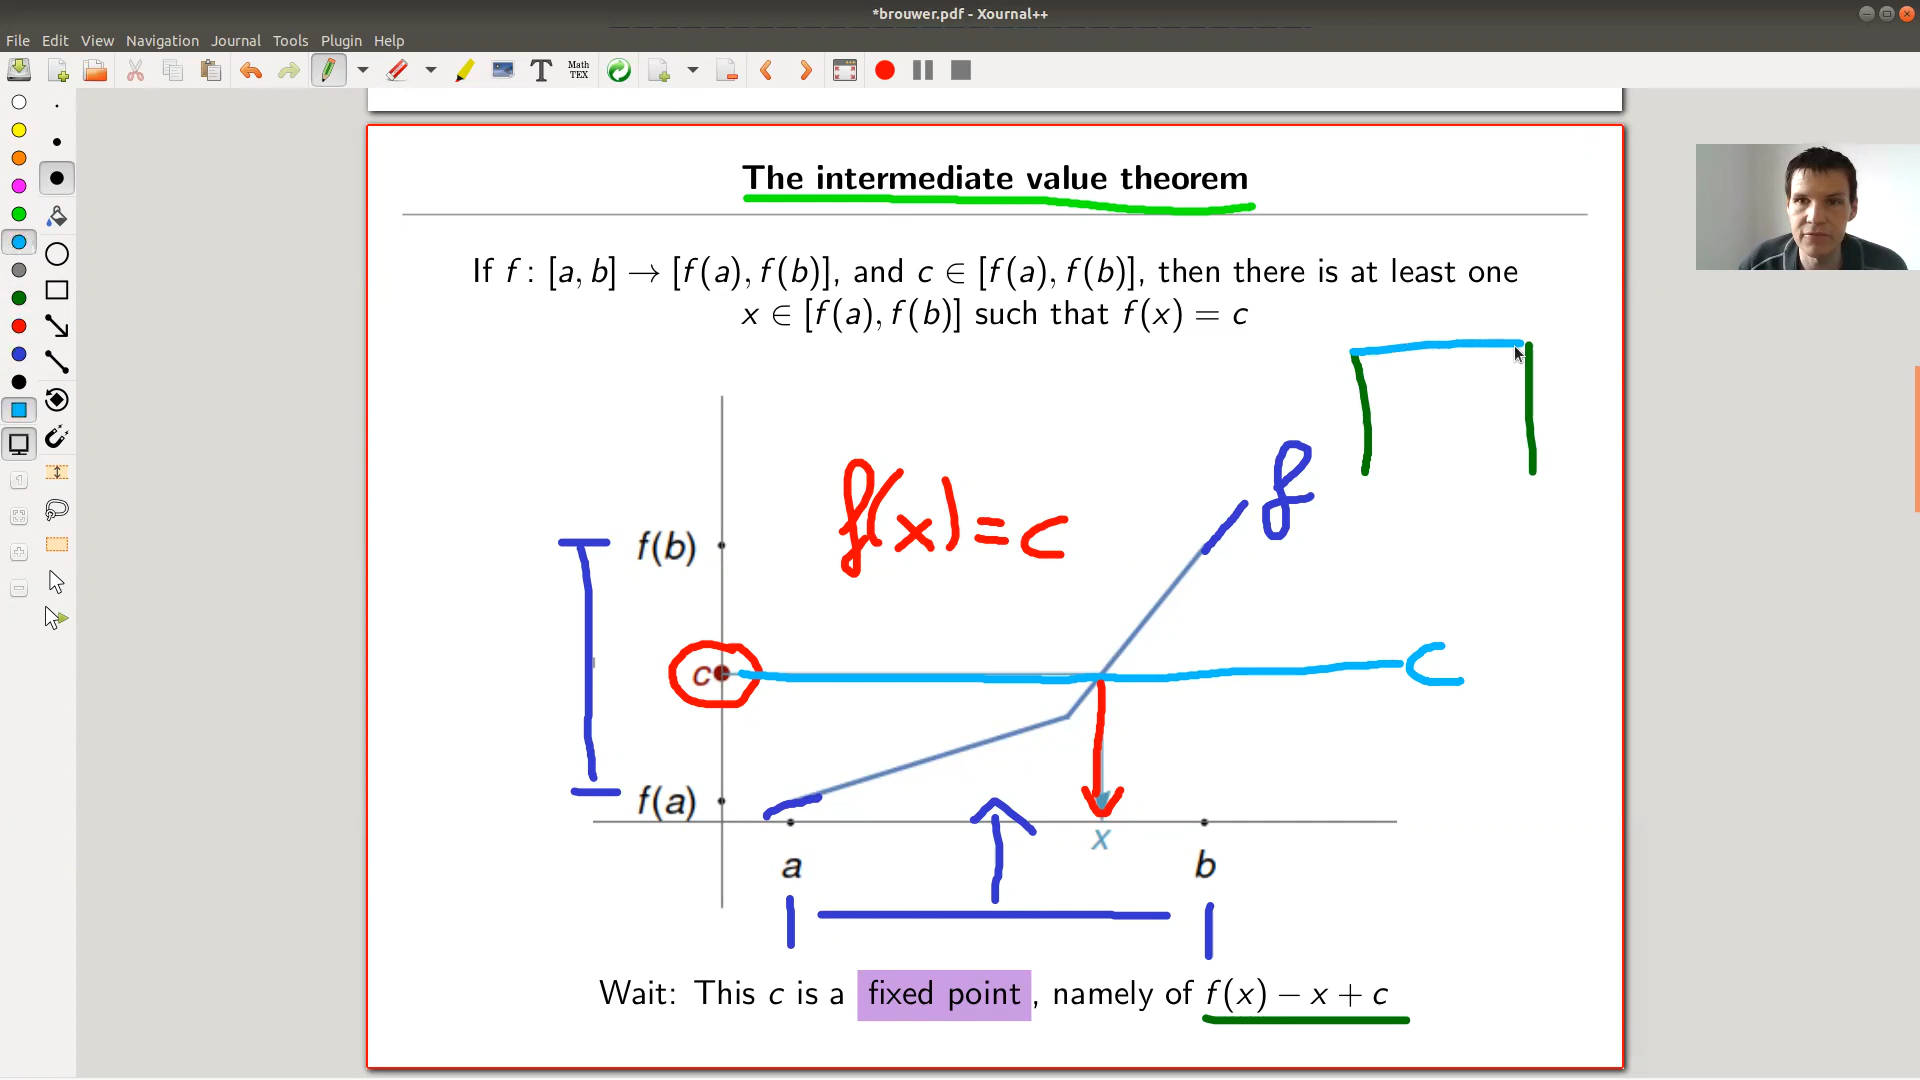 *brouwer.pdf - Xournal++
File Edit View Navigation Journal Tools Plugin Help
T Math TEX
The intermediate value theorem
If f : [a, b] → [f(a), f(b)], and c ∈ [f(a), f(b)], then there is at least one
x ∈ [f(a), f(b)] such that f(x) = c
f
f(x)=c
f(b)
c
c
f(a)
x
a b
Wait: This c is a fixed point, namely of f(x) − x + c